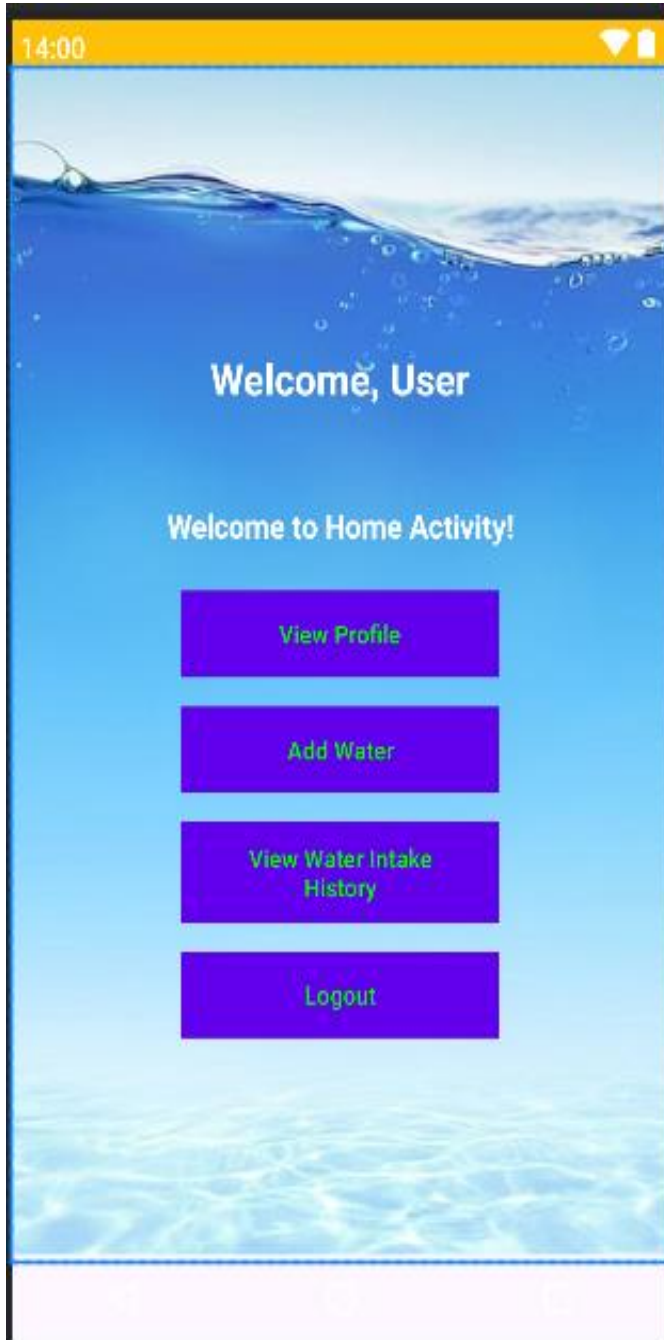 14:00
Welcome, User
Welcome to Home Activity!
View Profile
Add Water
View Water Intake
History
Logout